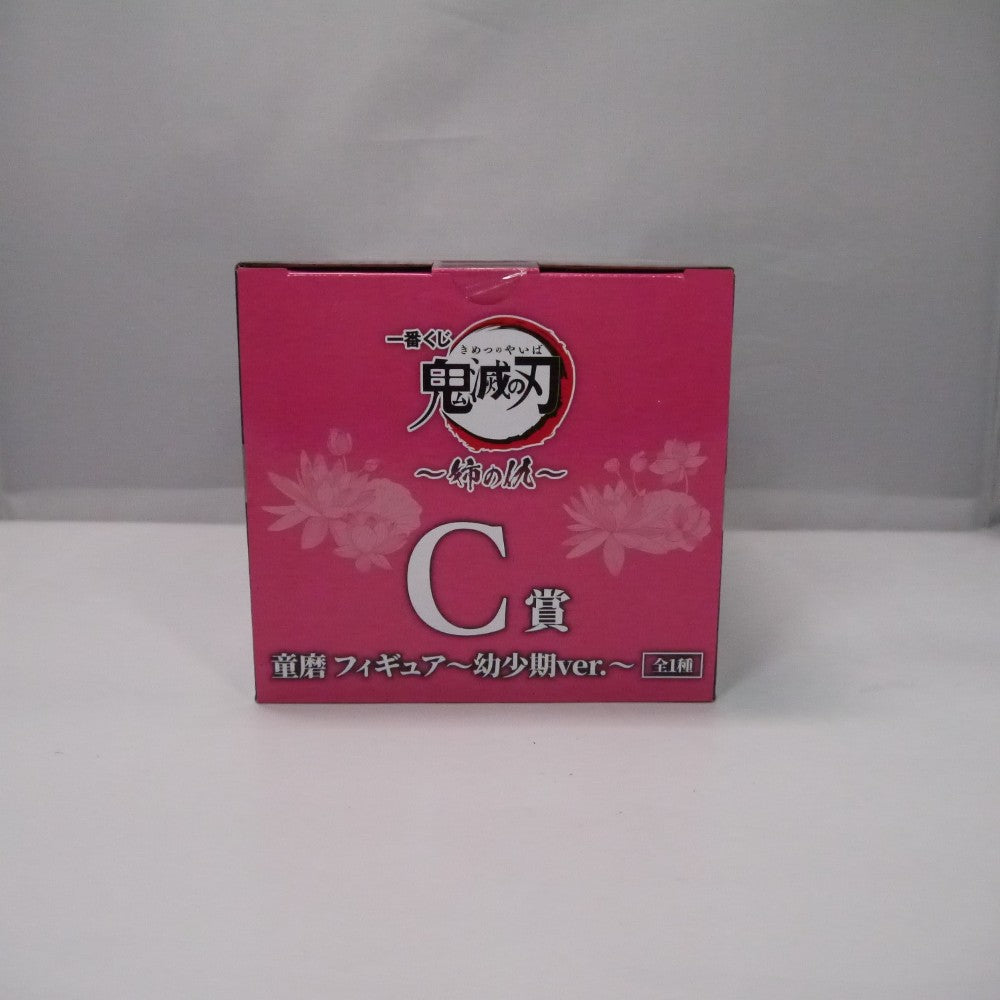 一番くじ
きめつのやいば
鬼滅の刃
～姉の仇～
C賞
童磨 フィギュア～幼少期ver.～ 全1種